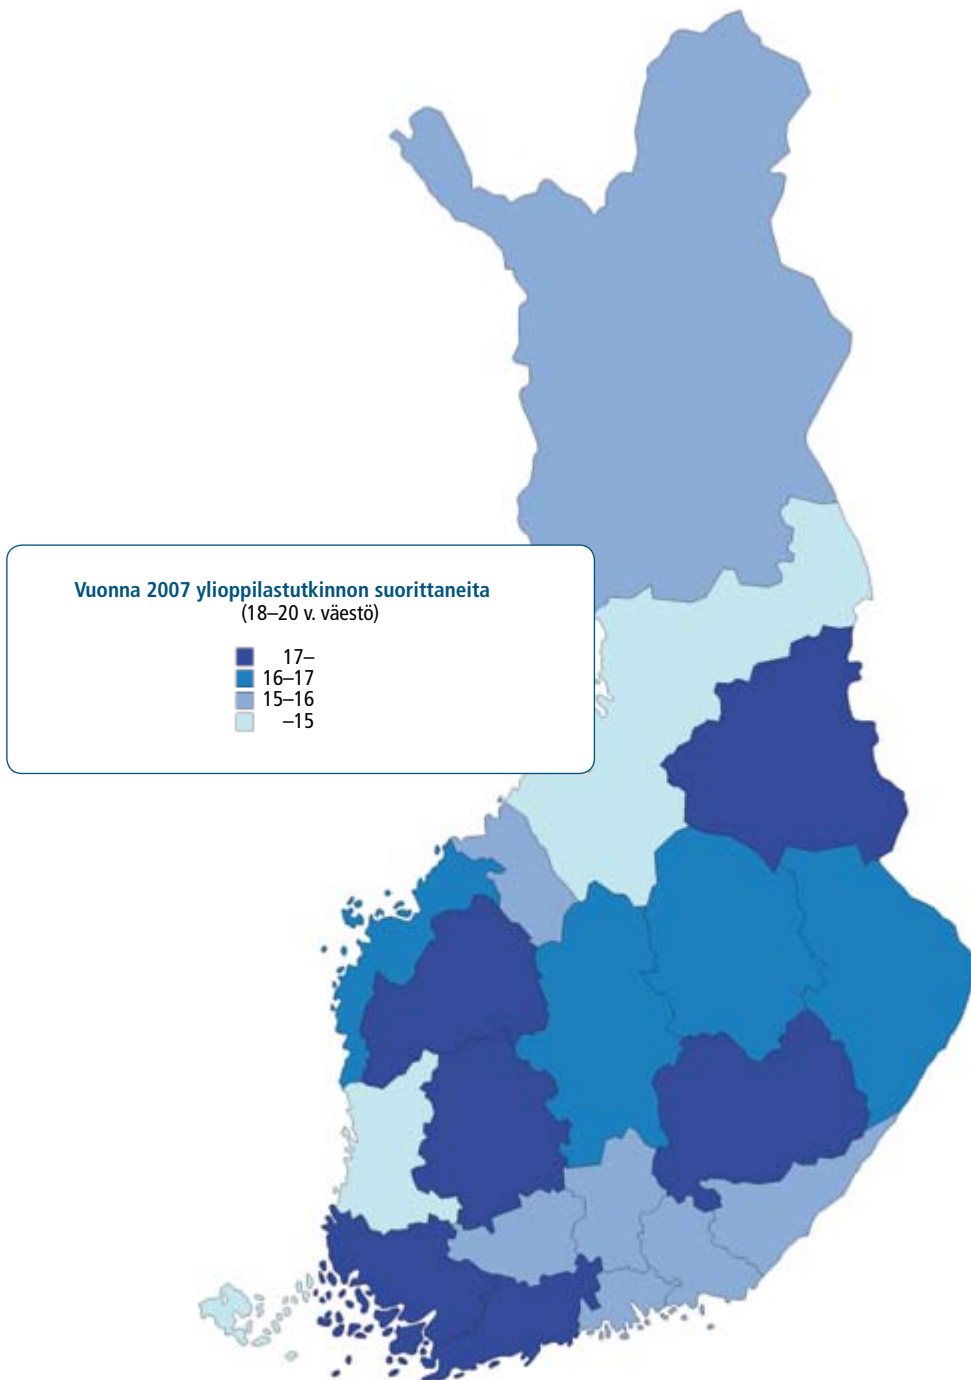 Vuonna 2007 ylioppilastutkinnon suorittaneita
(18–20 v. väestö)
17–
16–17
15–16
–15